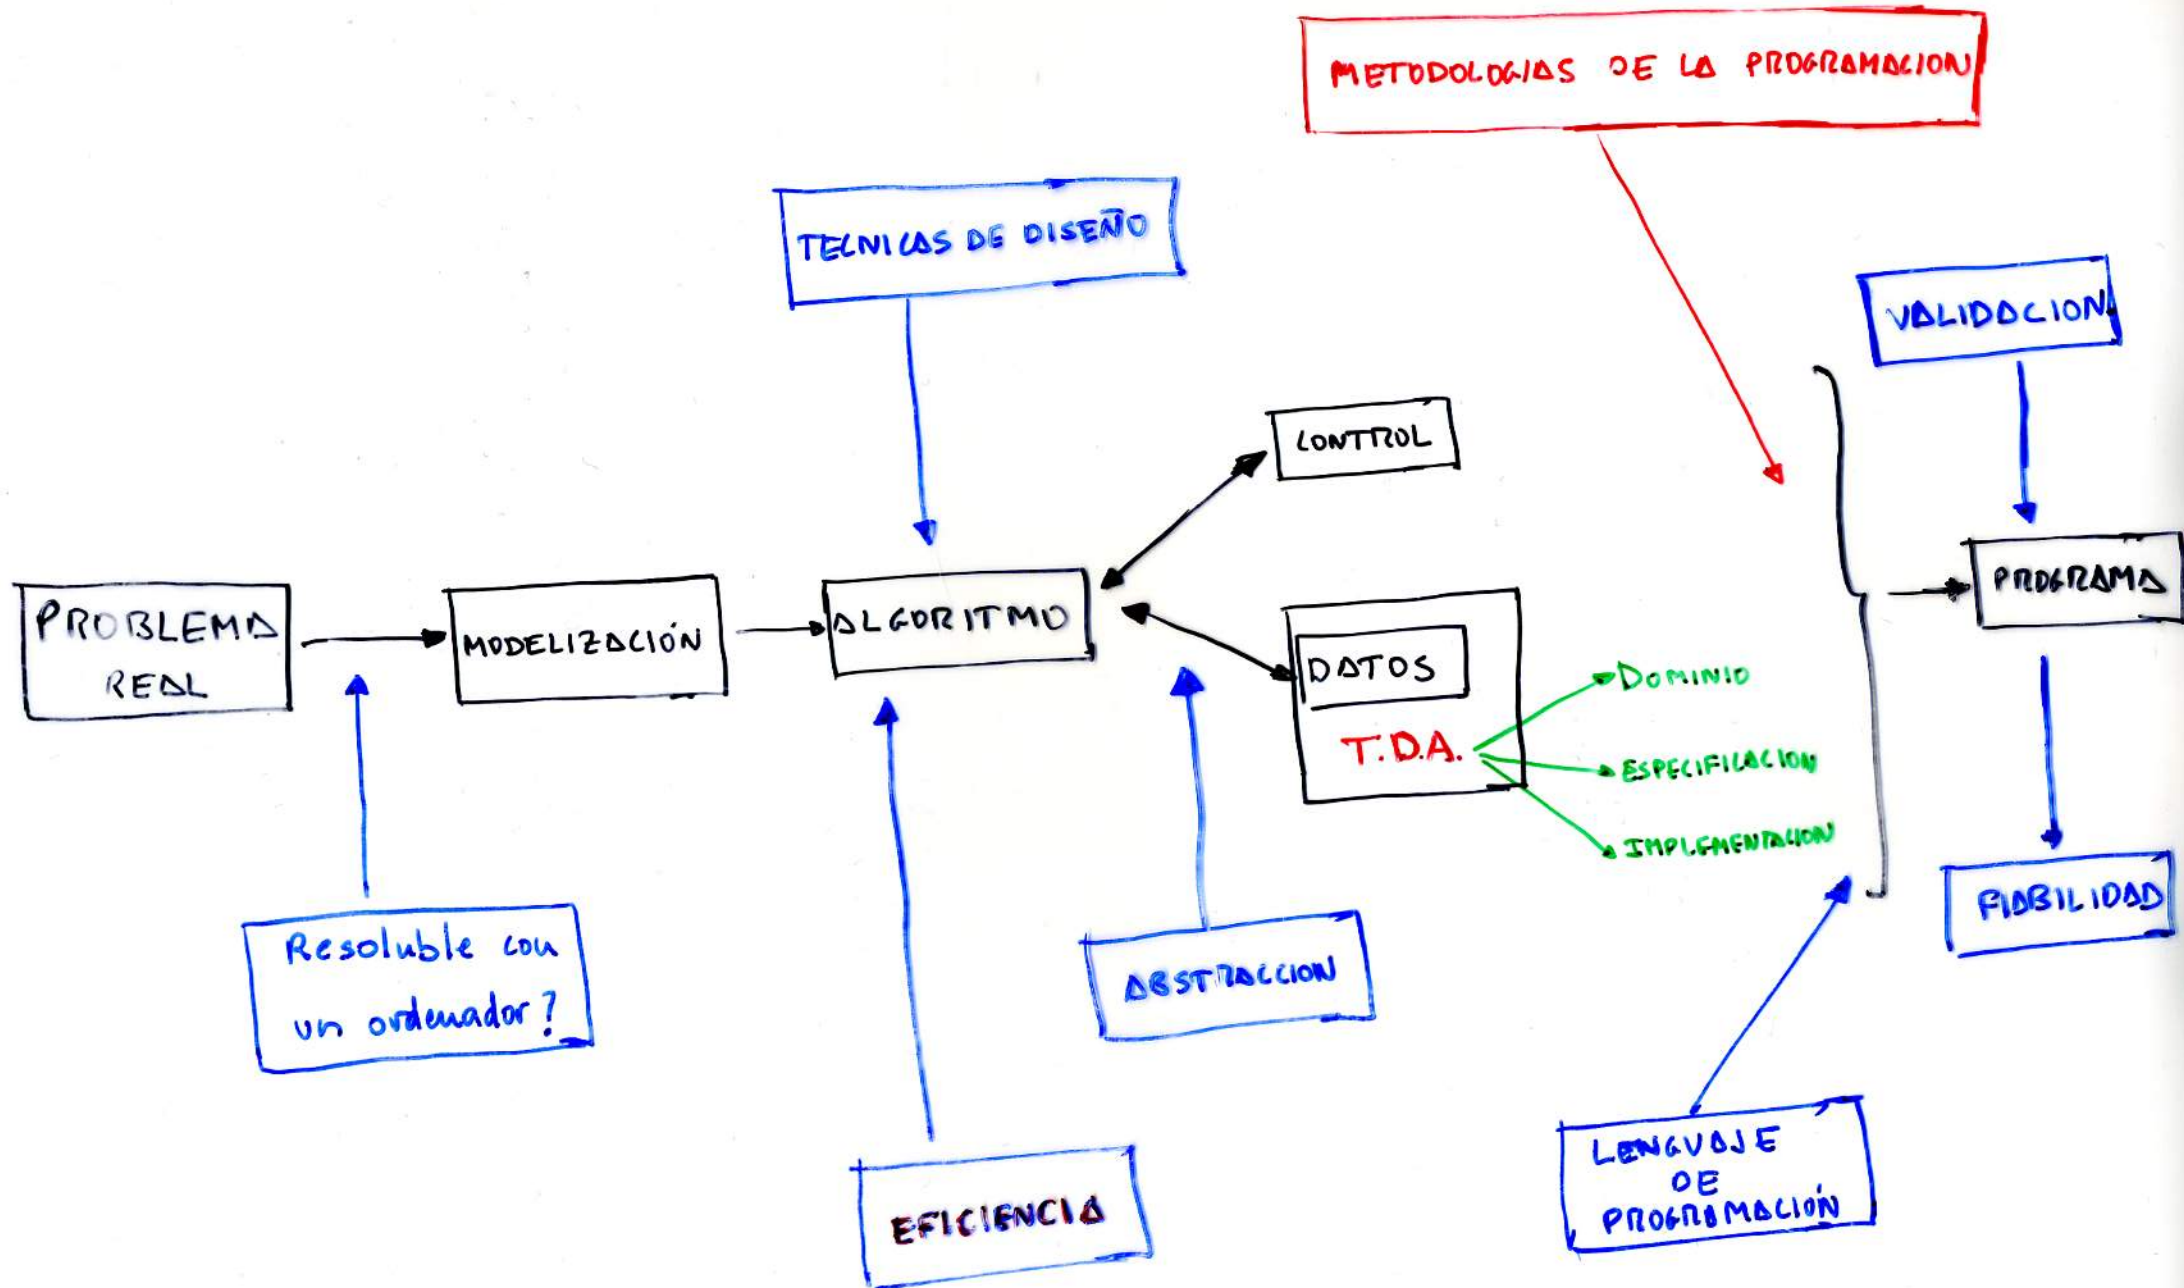 METODOLOGIAS DE LA PROGRAMACION
TECNICAS DE DISEÑO
VALIDACION
CONTROL
PROBLEMA
REAL
MODELIZACIÓN
ALGORITMO
DATOS
T.D.A.
DOMINIO
ESPECIFICACION
IMPLEMENTACION
PROGRAMA
FIABILIDAD
Resoluble con
un ordenador?
ABSTRACCION
EFICIENCIA
LENGUAJE
DE
PROGRAMACIÓN